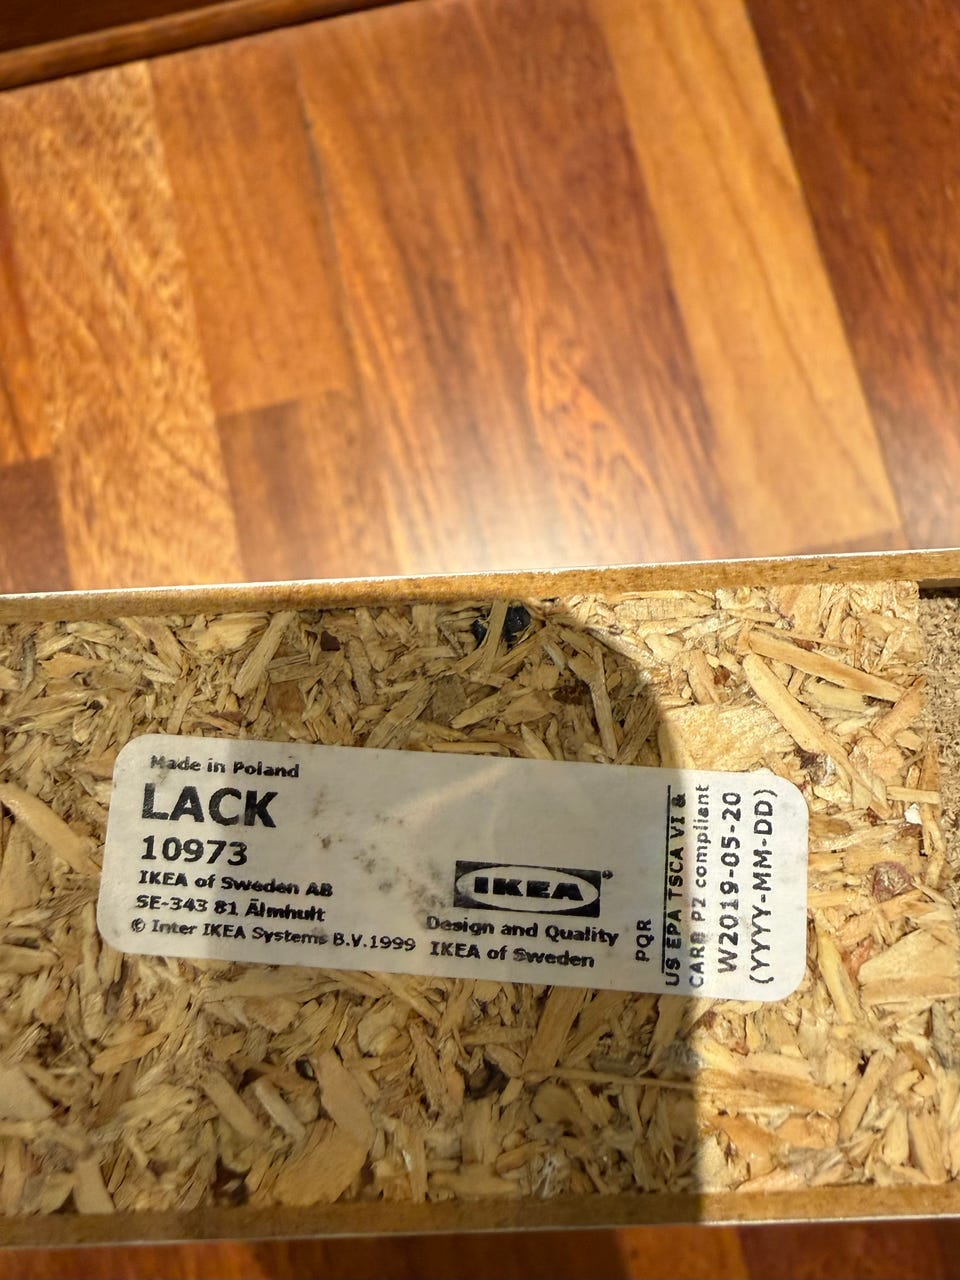 Made in Poland
LACK
10973
IKEA of Sweden AB
SE-343 81 Älmhult
© Inter IKEA Systems B.V.1999
IKEA®
Design and Quality
IKEA of Sweden
PQR
US EPA TSCA VI &
CARB P2 compliant
W2019-05-20
(YYYY-MM-DD)